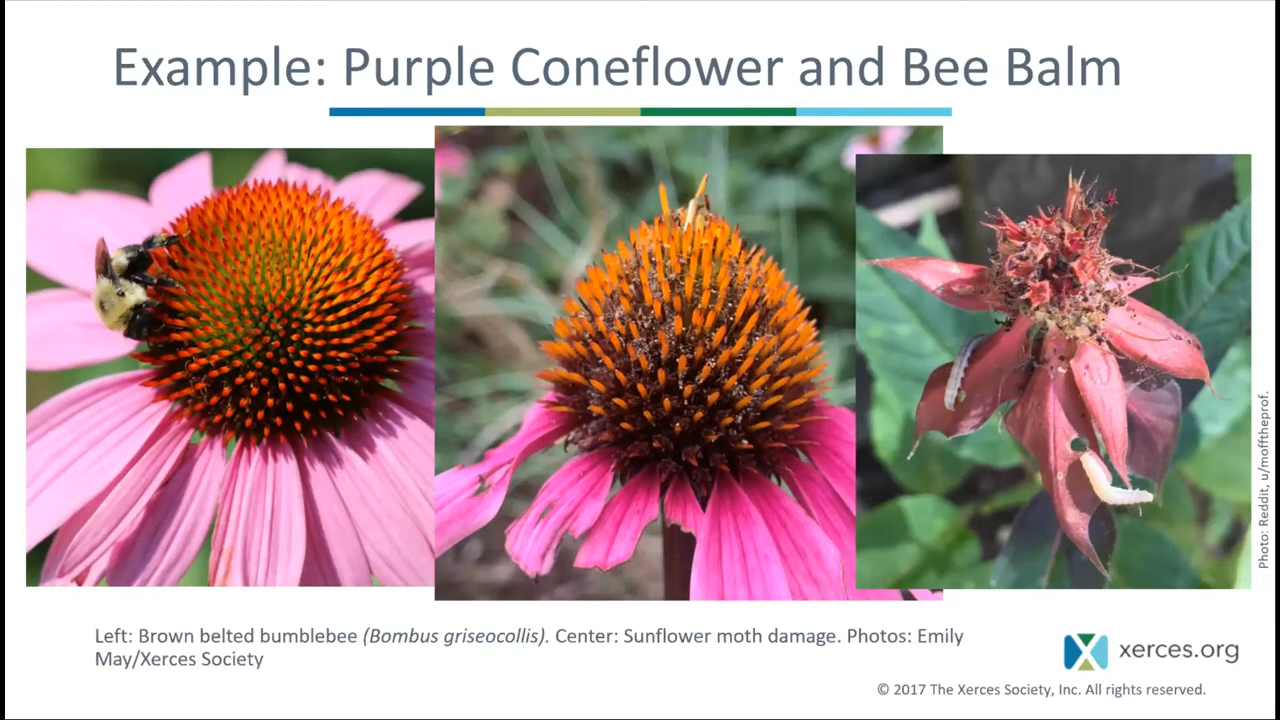 Example: Purple Coneflower and Bee Balm
Photo: Reddit, u/mofftheprof.
Left: Brown belted bumblebee (Bombus griseocollis). Center: Sunflower moth damage. Photos: Emily
May/Xerces Society
xerces.org
© 2017 The Xerces Society, Inc. All rights reserved.